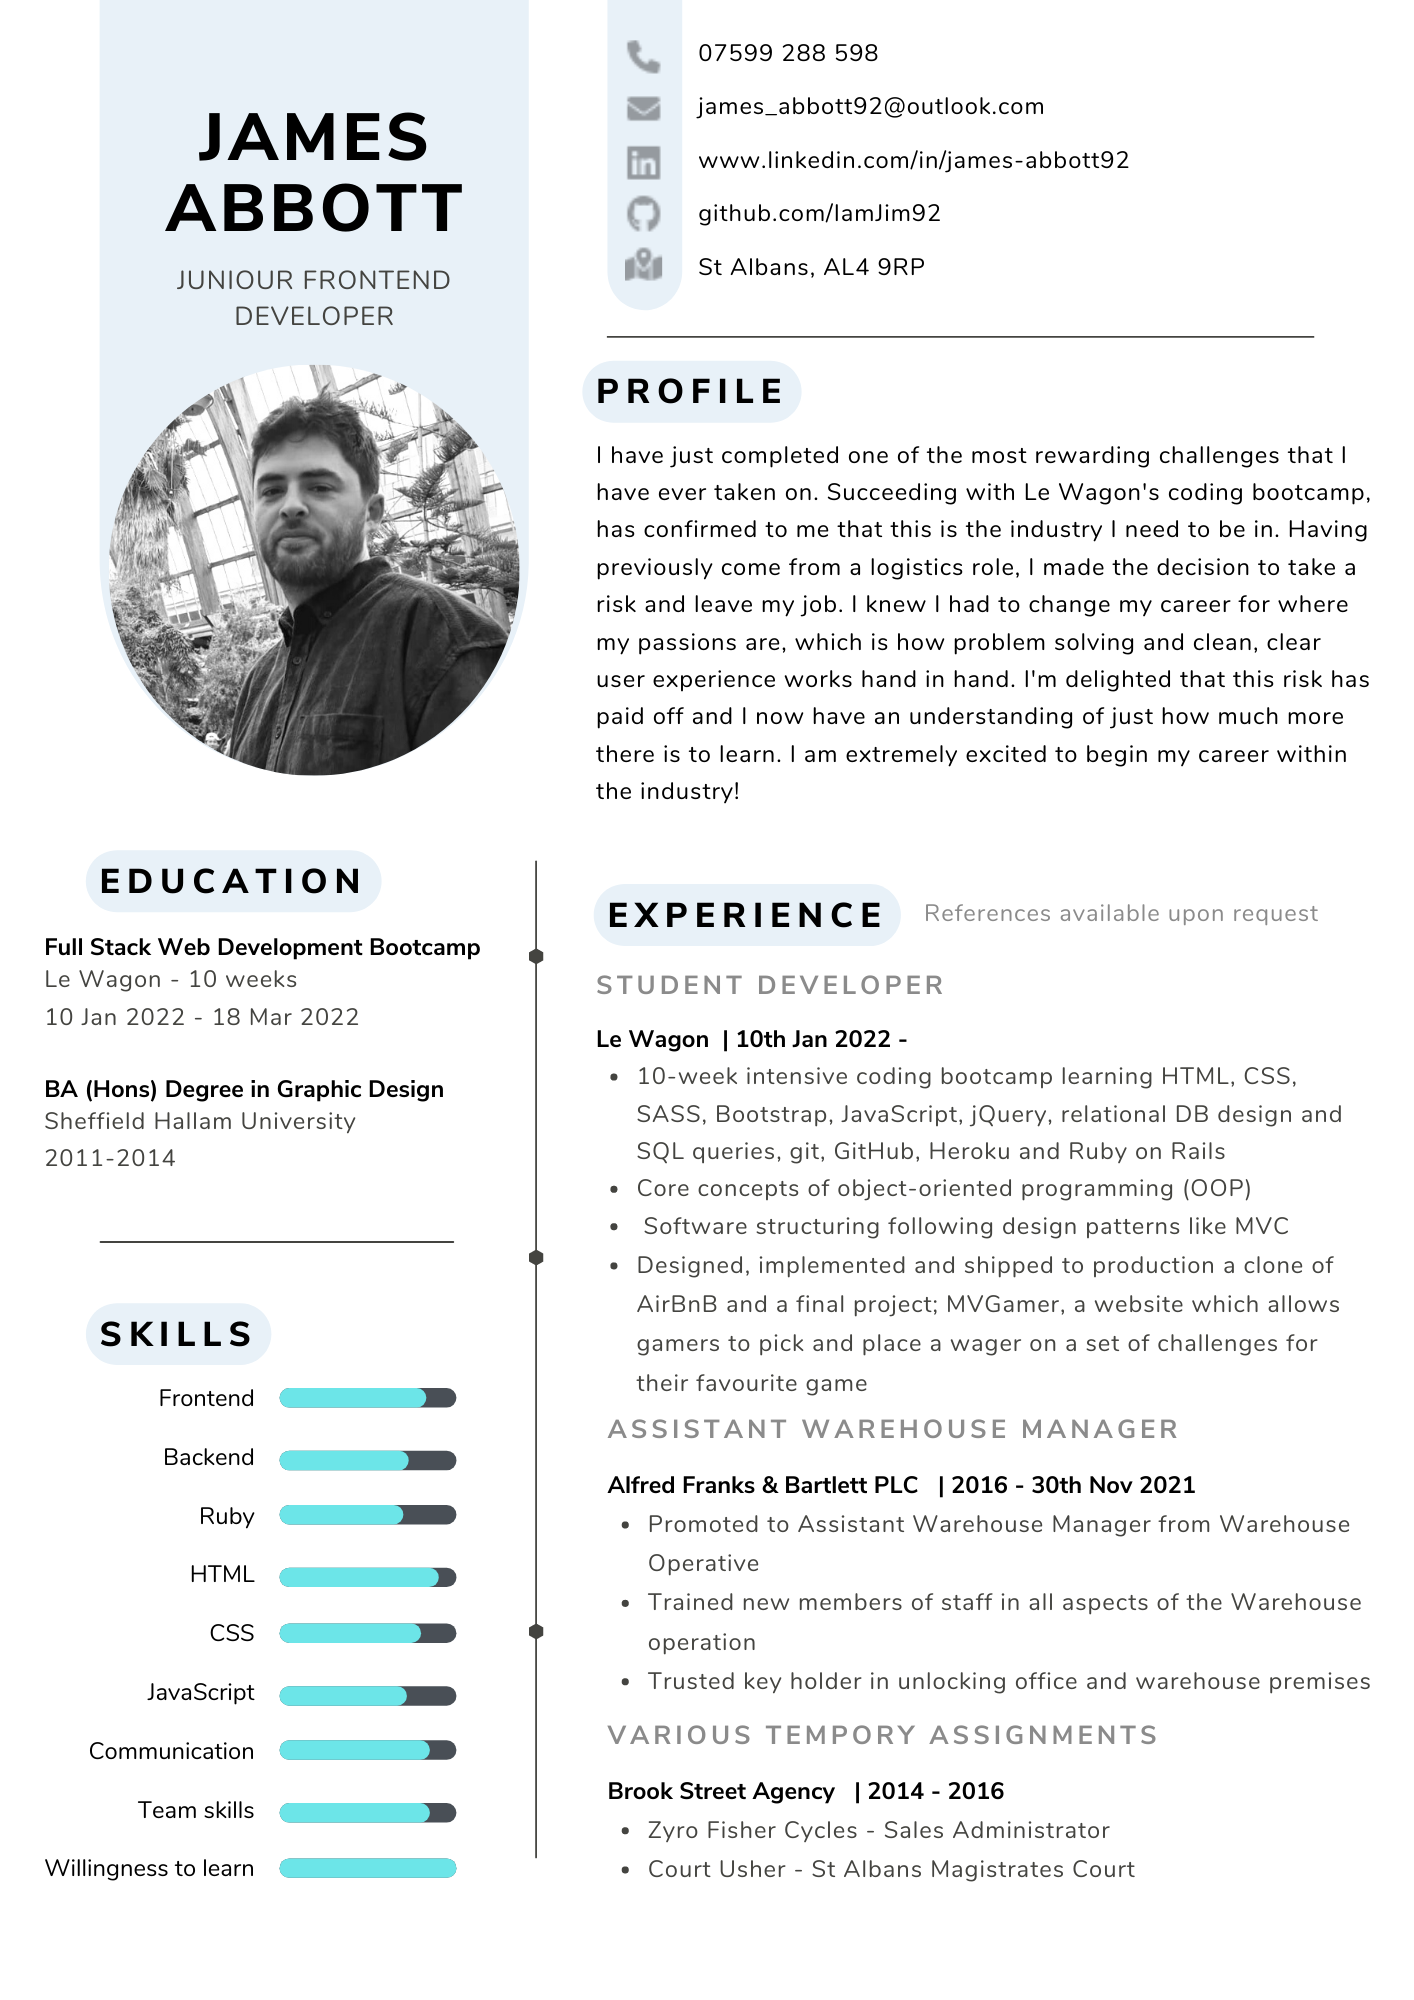 JAMES
ABBOTT
JUNIOUR FRONTEND
DEVELOPER
07599 288 598
james_abbott92@outlook.com
www.linkedin.com/in/james-abbott92
github.com/IamJim92
St Albans, AL4 9RP
PROFILE
I have just completed one of the most rewarding challenges that I
have ever taken on. Succeeding with Le Wagon's coding bootcamp,
has confirmed to me that this is the industry I need to be in. Having
previously come from a logistics role, I made the decision to take a
risk and leave my job. I knew I had to change my career for where
my passions are, which is how problem solving and clean, clear
user experience works hand in hand. I'm delighted that this risk has
paid off and I now have an understanding of just how much more
there is to learn. I am extremely excited to begin my career within
the industry!
EDUCATION
Full Stack Web Development Bootcamp
Le Wagon - 10 weeks
10 Jan 2022 - 18 Mar 2022
BA (Hons) Degree in Graphic Design
Sheffield Hallam University
2011-2014
SKILLS
Frontend
Backend
Ruby
HTML
CSS
JavaScript
Communication
Team skills
Willingness to learn
EXPERIENCE
References available upon request
STUDENT DEVELOPER
Le Wagon | 10th Jan 2022 -
• 10-week intensive coding bootcamp learning HTML, CSS,
SASS, Bootstrap, JavaScript, jQuery, relational DB design and
SQL queries, git, GitHub, Heroku and Ruby on Rails
• Core concepts of object-oriented programming (OOP)
• Software structuring following design patterns like MVC
• Designed, implemented and shipped to production a clone of
AirBnB and a final project; MVGamer, a website which allows
gamers to pick and place a wager on a set of challenges for
their favourite game
ASSISTANT WAREHOUSE MANAGER
Alfred Franks & Bartlett PLC | 2016 - 30th Nov 2021
• Promoted to Assistant Warehouse Manager from Warehouse
Operative
• Trained new members of staff in all aspects of the Warehouse
operation
• Trusted key holder in unlocking office and warehouse premises
VARIOUS TEMPORY ASSIGNMENTS
Brook Street Agency | 2014 - 2016
• Zyro Fisher Cycles - Sales Administrator
• Court Usher - St Albans Magistrates Court